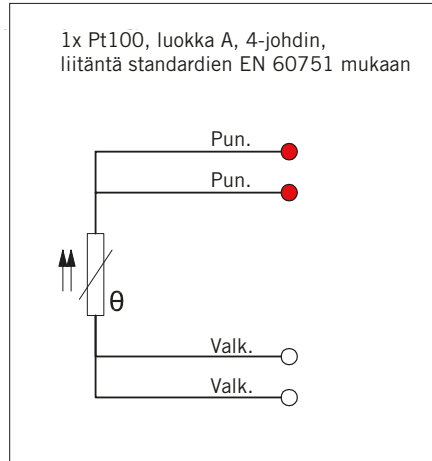 1x Pt100, luokka A, 4-johdin,
liitäntä standardien EN 60751 mukaan
Pun.
Pun.
θ
Valk.
Valk.